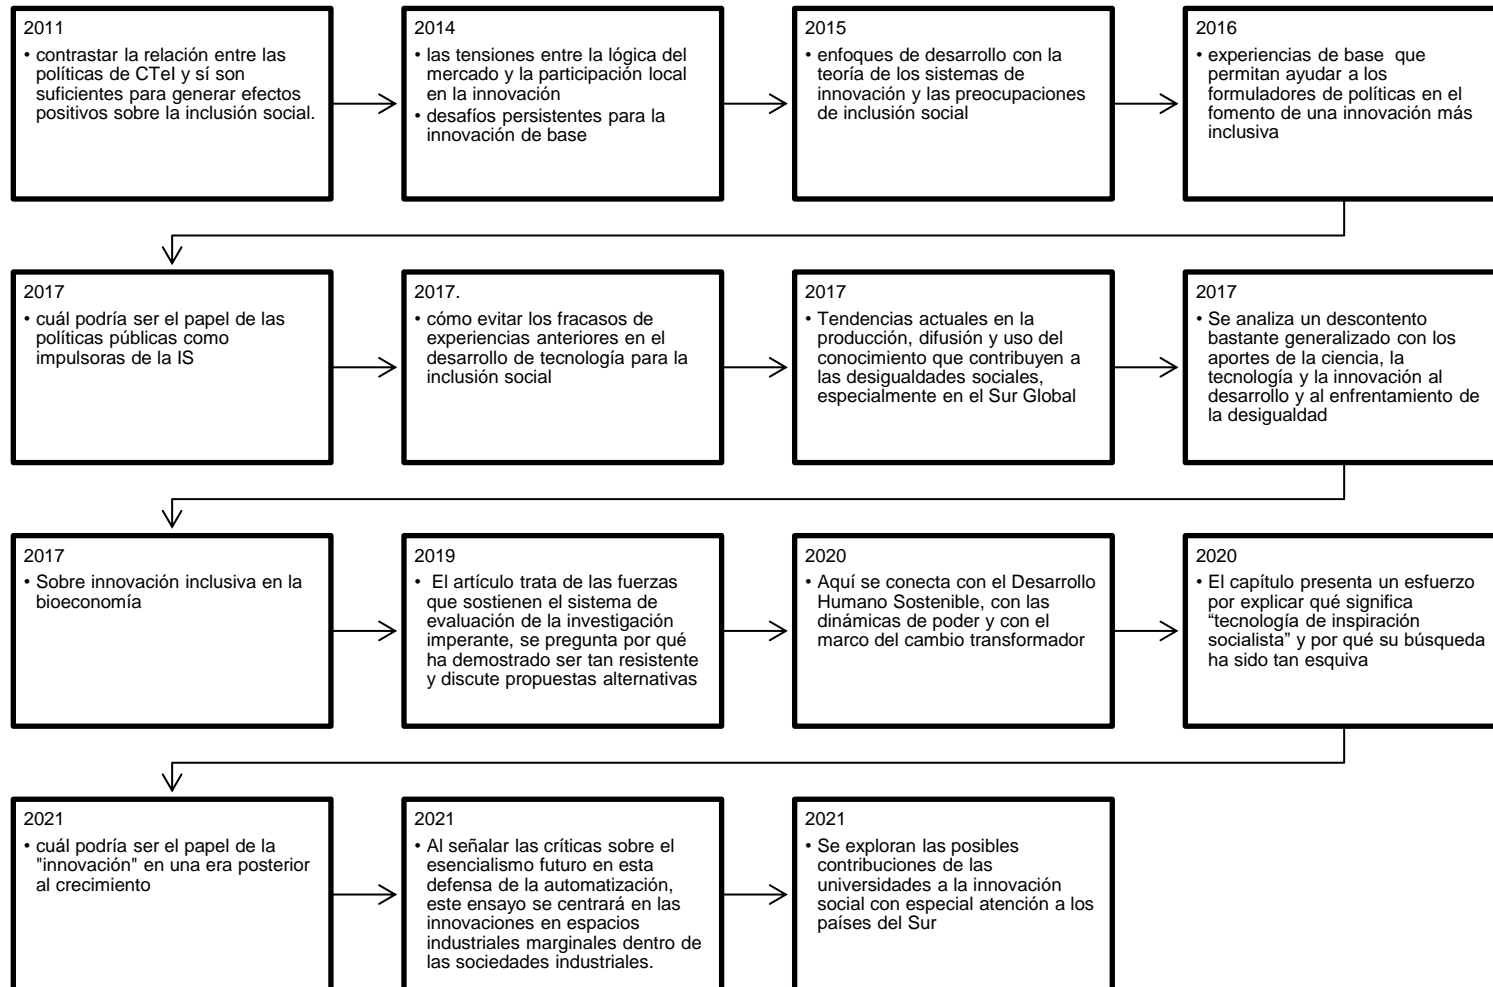 2011
• contrastar la relación entre las
políticas de CTeI y sí son
suficientes para generar efectos
positivos sobre la inclusión social.
2014
• las tensiones entre la lógica del
mercado y la participación local
en la innovación
• desafíos persistentes para la
innovación de base
2015
• enfoques de desarrollo con la
teoría de los sistemas de
innovación y las preocupaciones
de inclusión social
2016
• experiencias de base que
permitan ayudar a los
formuladores de políticas en el
fomento de una innovación más
inclusiva
2017
• cuál podría ser el papel de las
políticas públicas como
impulsoras de la IS
2017.
• cómo evitar los fracasos de
experiencias anteriores en el
desarrollo de tecnología para la
inclusión social
2017
• Tendencias actuales en la
producción, difusión y uso del
conocimiento que contribuyen a
las desigualdades sociales,
especialmente en el Sur Global
2017
• Se analiza un descontento
bastante generalizado con los
aportes de la ciencia, la
tecnología y la innovación al
desarrollo y al enfrentamiento de
la desigualdad
2017
• Sobre innovación inclusiva en la
bioeconomía
2019
• El artículo trata de las fuerzas
que sostienen el sistema de
evaluación de la investigación
imperante, se pregunta por qué
ha demostrado ser tan resistente
y discute propuestas alternativas
2020
• Aquí se conecta con el Desarrollo
Humano Sostenible, con las
dinámicas de poder y con el
marco del cambio transformador
2020
• El capítulo presenta un esfuerzo
por explicar qué significa
“tecnología de inspiración
socialista” y por qué su búsqueda
ha sido tan esquiva
2021
• cuál podría ser el papel de la
"innovación" en una era posterior
al crecimiento
2021
• Al señalar las críticas sobre el
esencialismo futuro en esta
defensa de la automatización,
este ensayo se centrará en las
innovaciones en espacios
industriales marginales dentro de
las sociedades industriales.
2021
• Se exploran las posibles
contribuciones de las
universidades a la innovación
social con especial atención a los
países del Sur